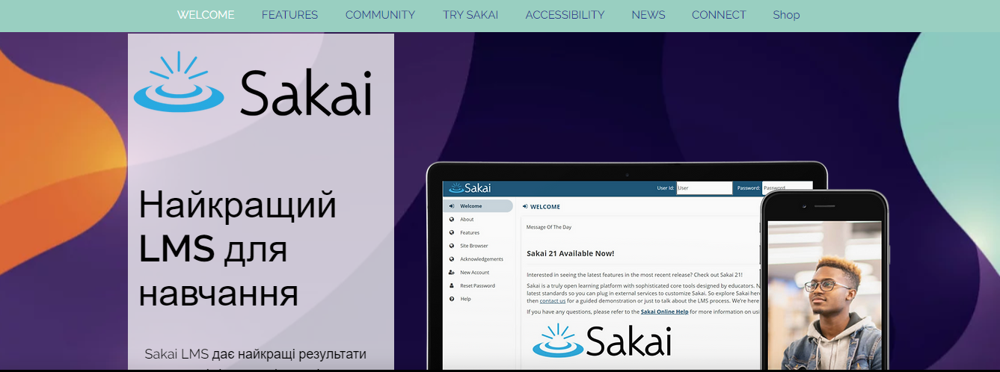 WELCOME FEATURES COMMUNITY TRY SAKAI ACCESSIBILITY NEWS CONNECT Shop
Sakai
Найкращий
LMS для
навчання
Sakai LMS дає найкращі результати
Sakai User Id: User Password: Password
Welcome
About
Features
Site Browser
Acknowledgements
New Account
Reset Password
Help
WELCOME
Message Of The Day
Sakai 21 Available Now!
Interested in seeing the latest features in the most recent release? Check out Sakai 21!
Sakai is a truly open learning platform with sophisticated core tools designed by educators.
latest standards so you can plug in external services to customize Sakai. So explore Sakai here
then contact us for a guided demonstration or just to talk about the LMS process. We're here
If you have any questions, please refer to the Sakai Online Help for more information on
Sakai